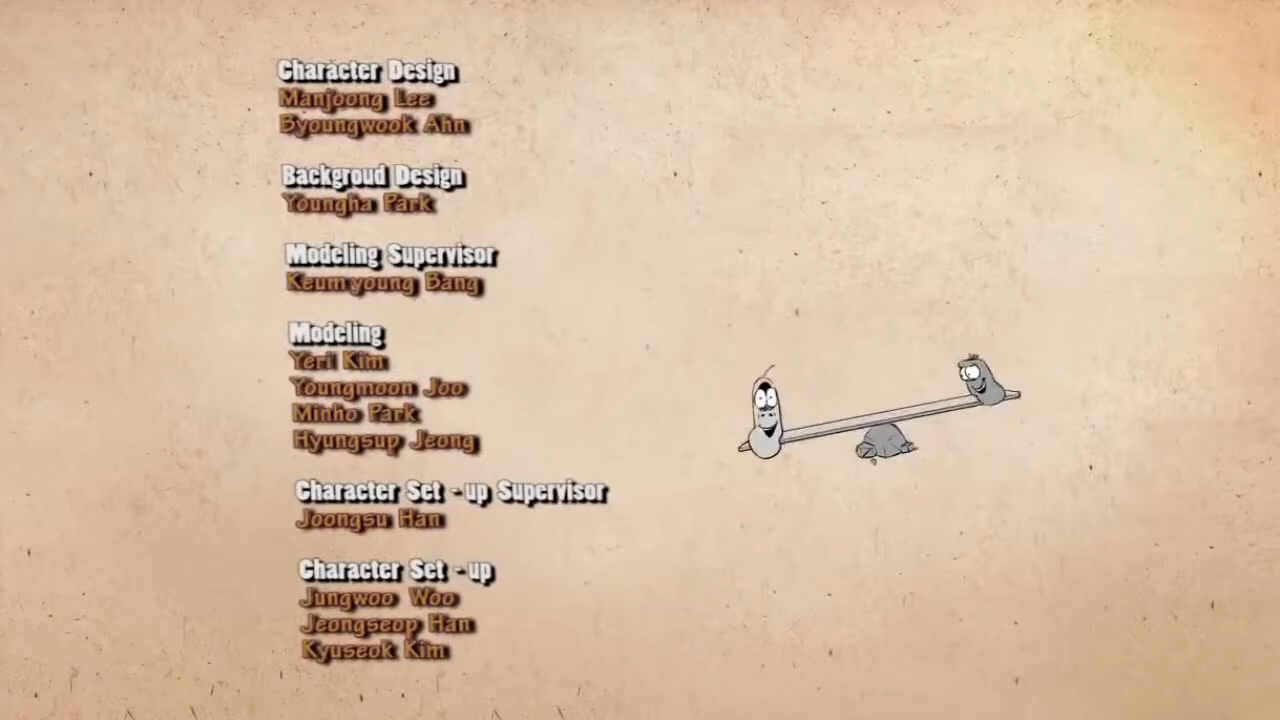 Character Design
Manjoong Lee
Byoungwook Ahn
Backgroud Design
Youngha Park
Modeling Supervisor
Keumyoung Bang
Modeling
Yeri Kim
Youngmoon Joo
Minho Park
Hyungsup Jeong
Character Set - up Supervisor
Joongsu Han
Character Set - up
Jungwoo Woo
Jeongseop Han
Kyuseok Kim